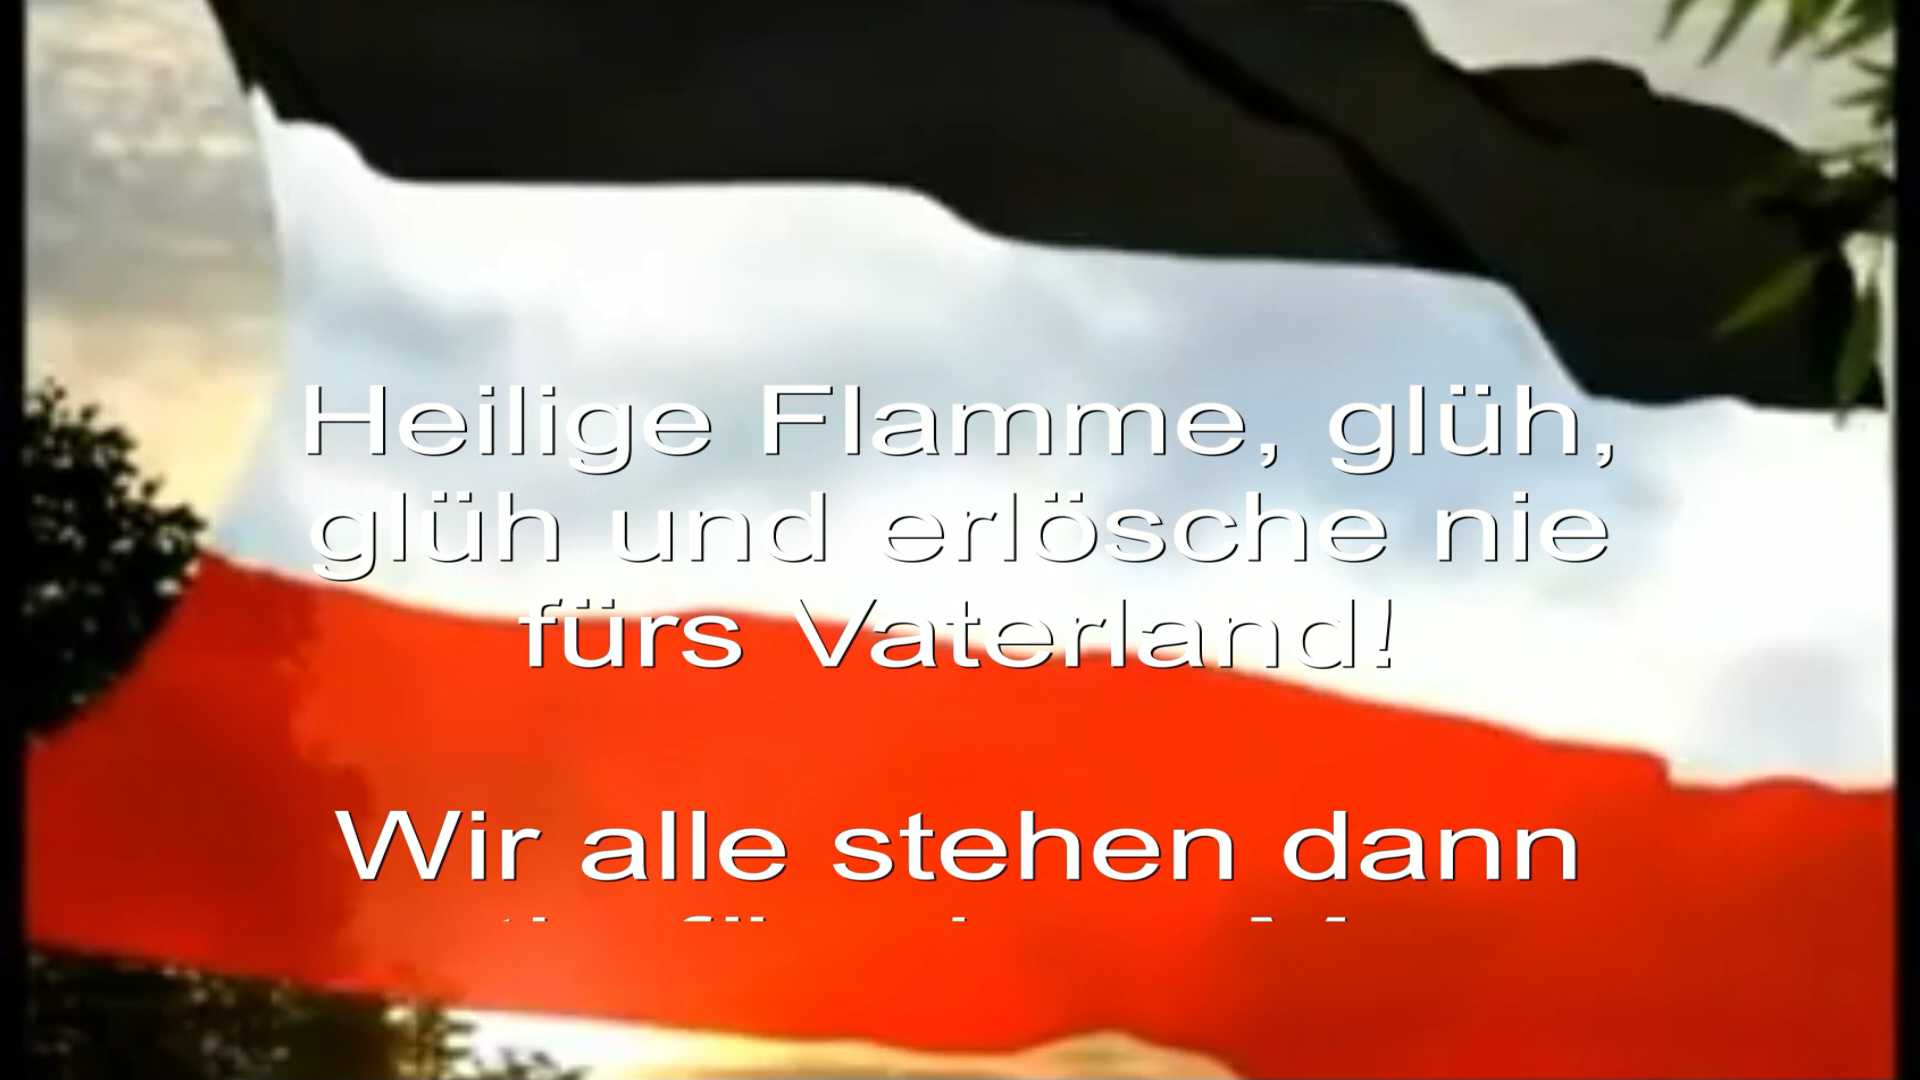 Heilige Flamme, glüh,
glüh und erlösche nie
fürs Vaterland!
Wir alle stehen dann